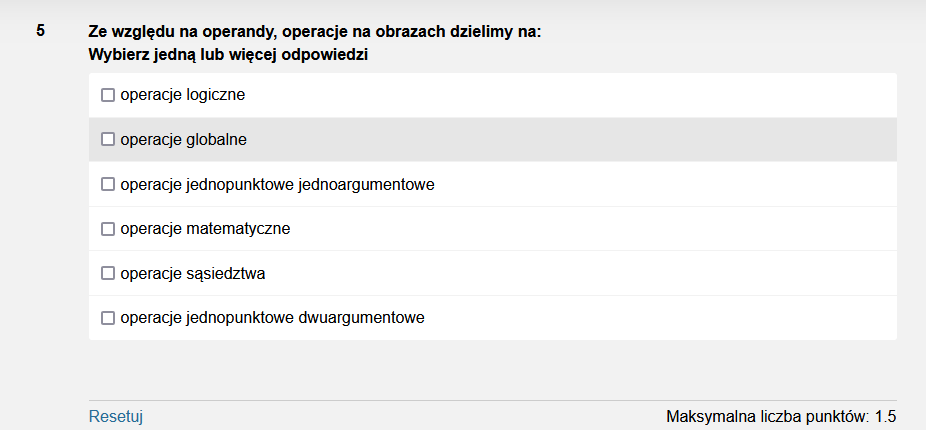 5
Ze względu na operandy, operacje na obrazach dzielimy na:
Wybierz jedną lub więcej odpowiedzi
operacje logiczne
operacje globalne
operacje jednopunktowe jednoargumentowe
operacje matematyczne
operacje sąsiedztwa
operacje jednopunktowe dwuargumentowe
Resetuj
Maksymalna liczba punktów: 1.5